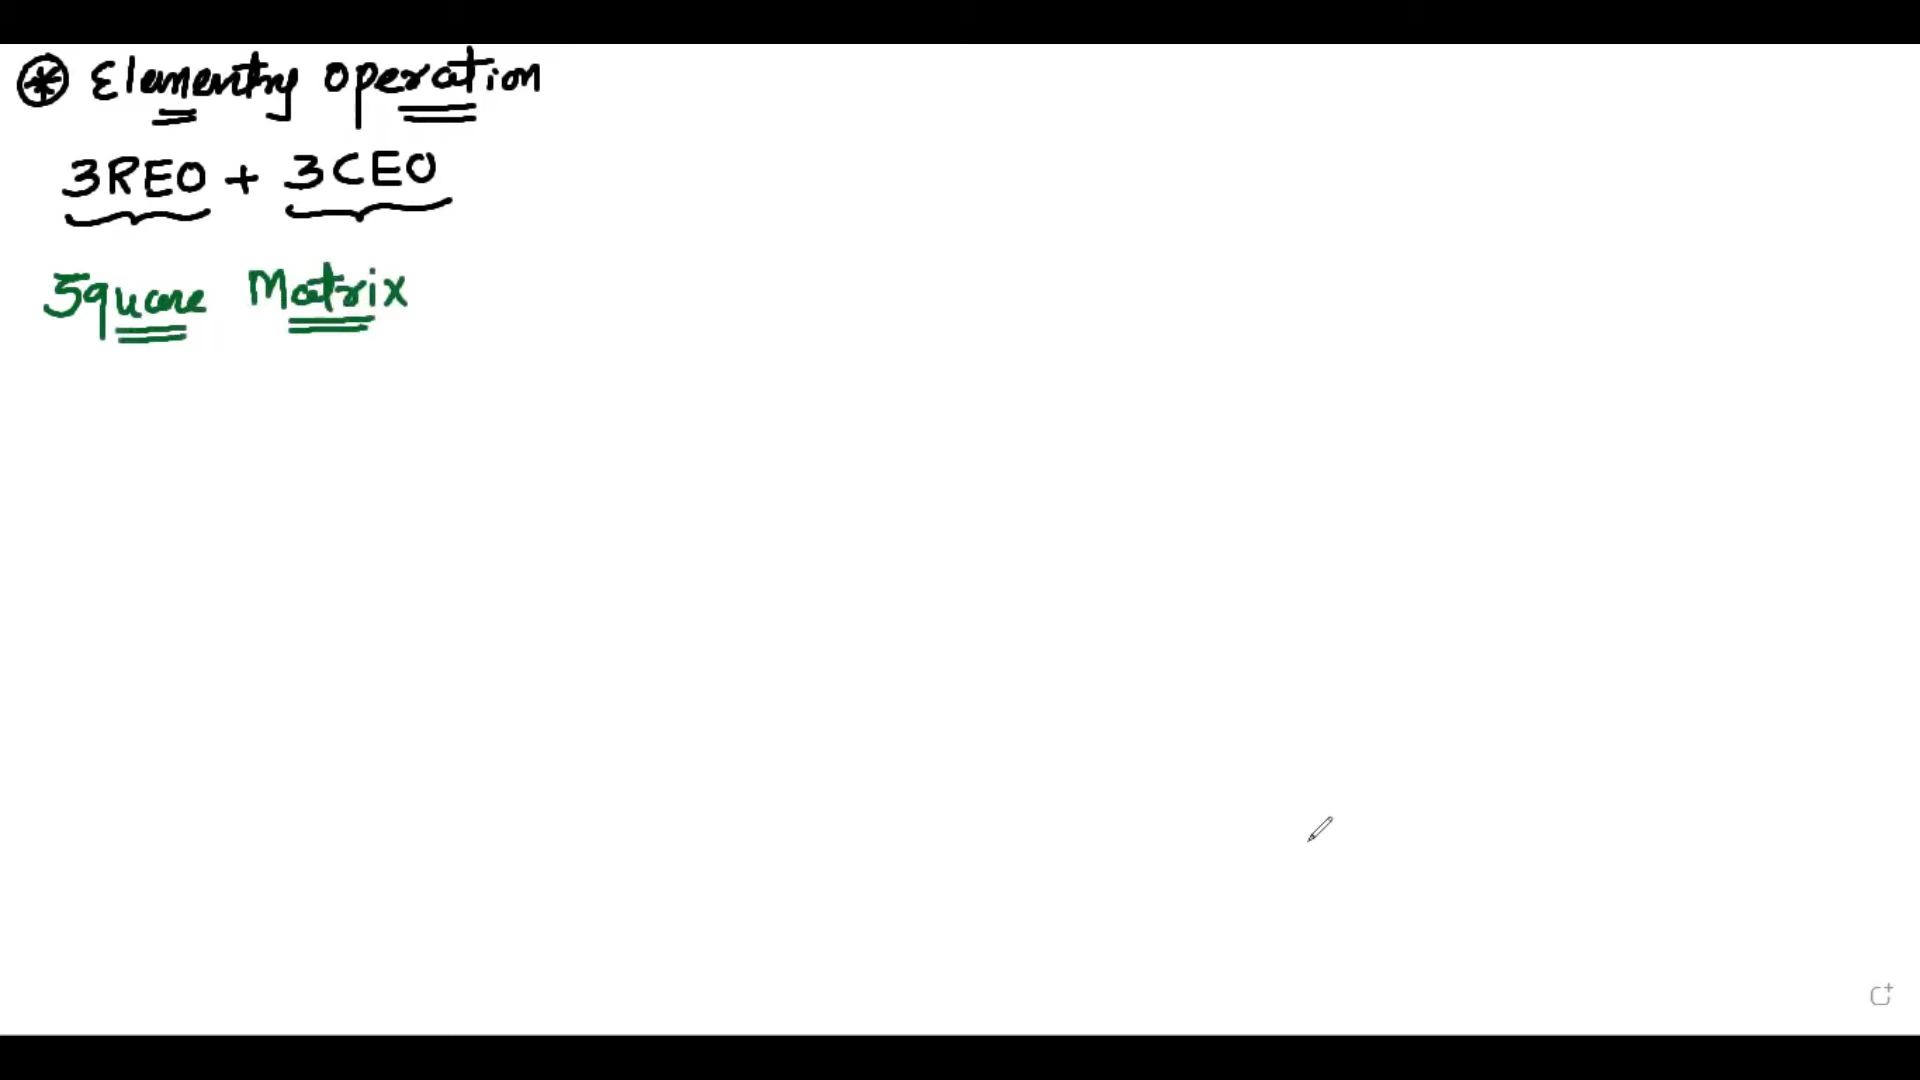 ⊛ Elementry operation
3REO + 3CEO
Square Matrix